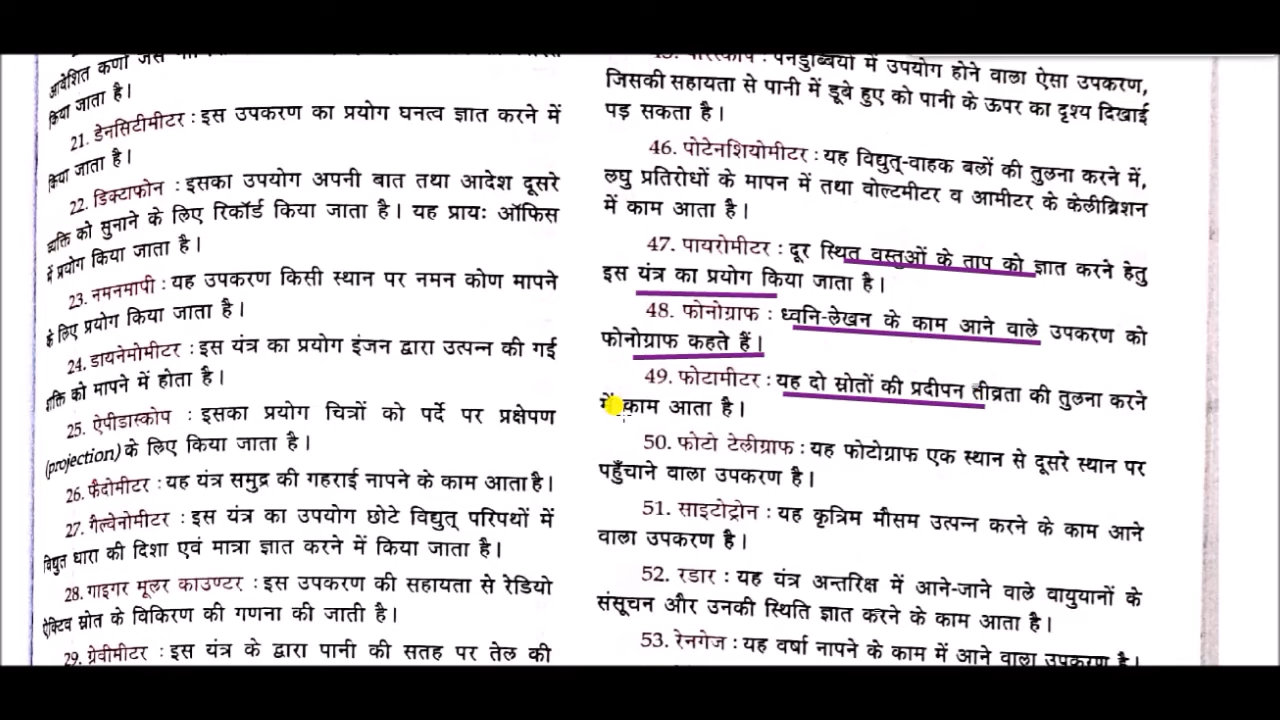 आवेशित कणों जैसे
किया जाता है।
21. डेनसिटीमीटर : इस उपकरण का प्रयोग घनत्व ज्ञात करने में
किया जाता है।
22. डिक्टाफोन : इसका उपयोग अपनी बात तथा आदेश दूसरे
व्यक्ति को सुनाने के लिए रिकॉर्ड किया जाता है। यह प्रायः ऑफिस
में प्रयोग किया जाता है।
23. नमनमापी : यह उपकरण किसी स्थान पर नमन कोण मापने
के लिए प्रयोग किया जाता है।
24. डायनेमोमीटर : इस यंत्र का प्रयोग इंजन द्वारा उत्पन्न की गई
शक्ति को मापने में होता है।
25. ऐपीडास्कोप : इसका प्रयोग चित्रों को पर्दे पर प्रक्षेपण
(projection) के लिए किया जाता है।
26. फैदोमीटर : यह यंत्र समुद्र की गहराई नापने के काम आता है।
27. गैल्वेनोमीटर : इस यंत्र का उपयोग छोटे विद्युत् परिपथों में
विद्युत धारा की दिशा एवं मात्रा ज्ञात करने में किया जाता है।
28. गाइगर मूलर काउण्टर : इस उपकरण की सहायता से रेडियो
ऐक्टिव स्रोत के विकिरण की गणना की जाती है।
29. ग्रेवीमीटर : इस यंत्र के द्वारा पानी की सतह पर तेल की
पनडुब्बियों में उपयोग होने वाला ऐसा उपकरण,
जिसकी सहायता से पानी में डूबे हुए को पानी के ऊपर का दृश्य दिखाई
पड़ सकता है।
46. पोटेनशियोमीटर : यह विद्युत्-वाहक बलों की तुलना करने में,
लघु प्रतिरोधों के मापन में तथा वोल्टमीटर व आमीटर के केलीब्रिशन
में काम आता है।
47. पायरोमीटर : दूर स्थित वस्तुओं के ताप को ज्ञात करने हेतु
इस यंत्र का प्रयोग किया जाता है।
48. फोनोग्राफ : ध्वनि-लेखन के काम आने वाले उपकरण को
फोनोग्राफ कहते हैं।
49. फोटामीटर : यह दो स्रोतों की प्रदीपन तीव्रता की तुलना करने
में काम आता है।
50. फोटो टेलीग्राफ : यह फोटोग्राफ एक स्थान से दूसरे स्थान पर
पहुँचाने वाला उपकरण है।
51. साइटोट्रोन : यह कृत्रिम मौसम उत्पन्न करने के काम आने
वाला उपकरण है।
52. रडार : यह यंत्र अन्तरिक्ष में आने-जाने वाले वायुयानों के
संसूचन और उनकी स्थिति ज्ञात करने के काम आता है।
53. रेनगेज : यह वर्षा नापने के काम में आने वाला उपकरण है।